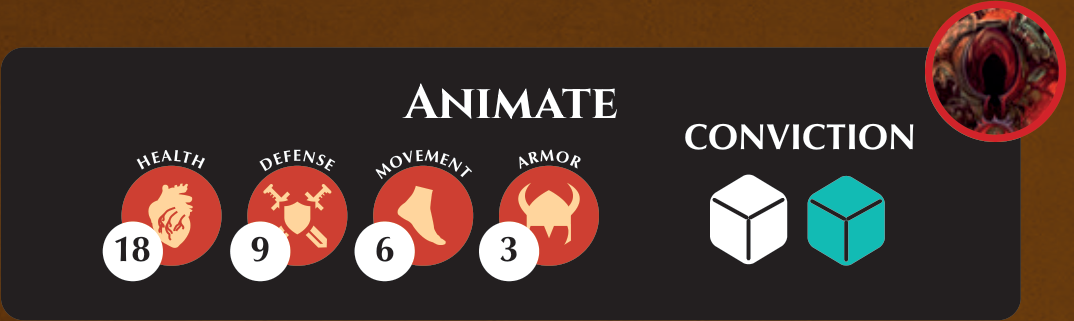 ANIMATE
CONVICTION
HEALTH
DEFENSE
MOVEMENT
ARMOR
18
9
6
3